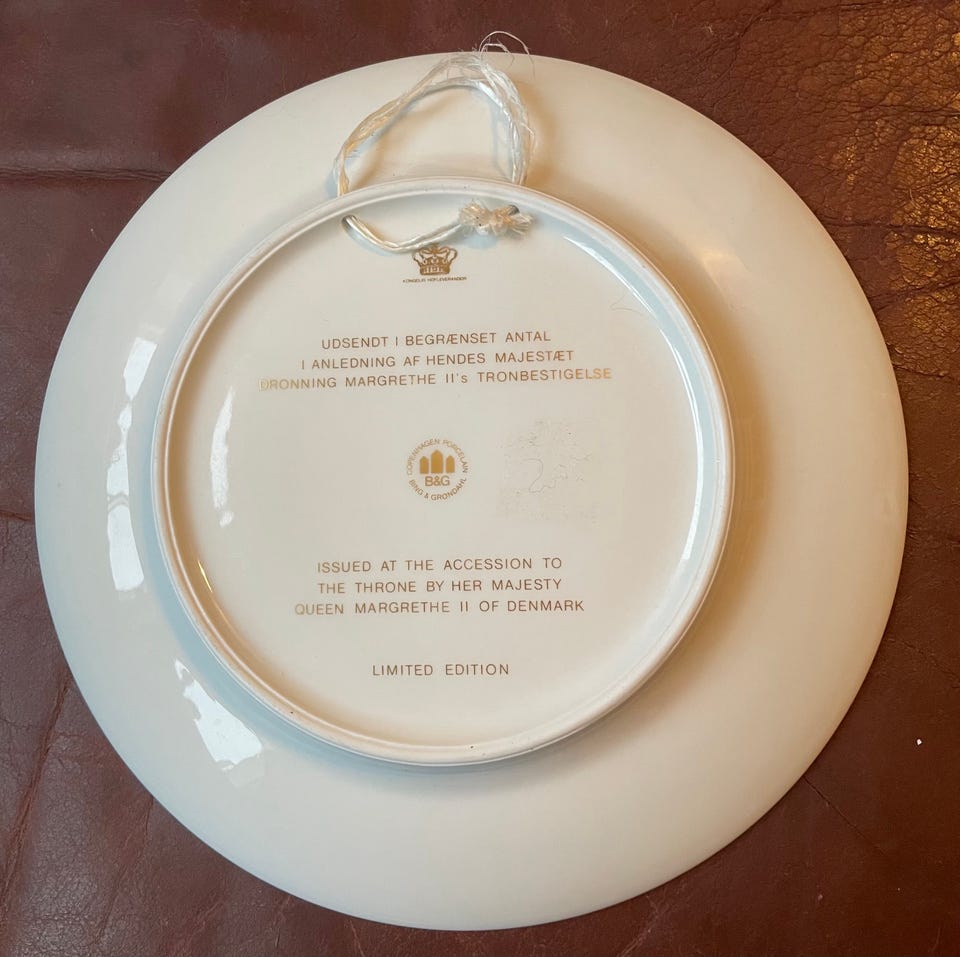 KONGELIG HOFLEVERANDØR
UDSENDT I BEGRÆNSET ANTAL
I ANLEDNING AF HENDES MAJESTÆT
DRONNING MARGRETHE II's TRONBESTIGELSE
COPENHAGEN PORCELAIN
B&G
BING & GRONDAHL
ISSUED AT THE ACCESSION TO
THE THRONE BY HER MAJESTY
QUEEN MARGRETHE II OF DENMARK
LIMITED EDITION